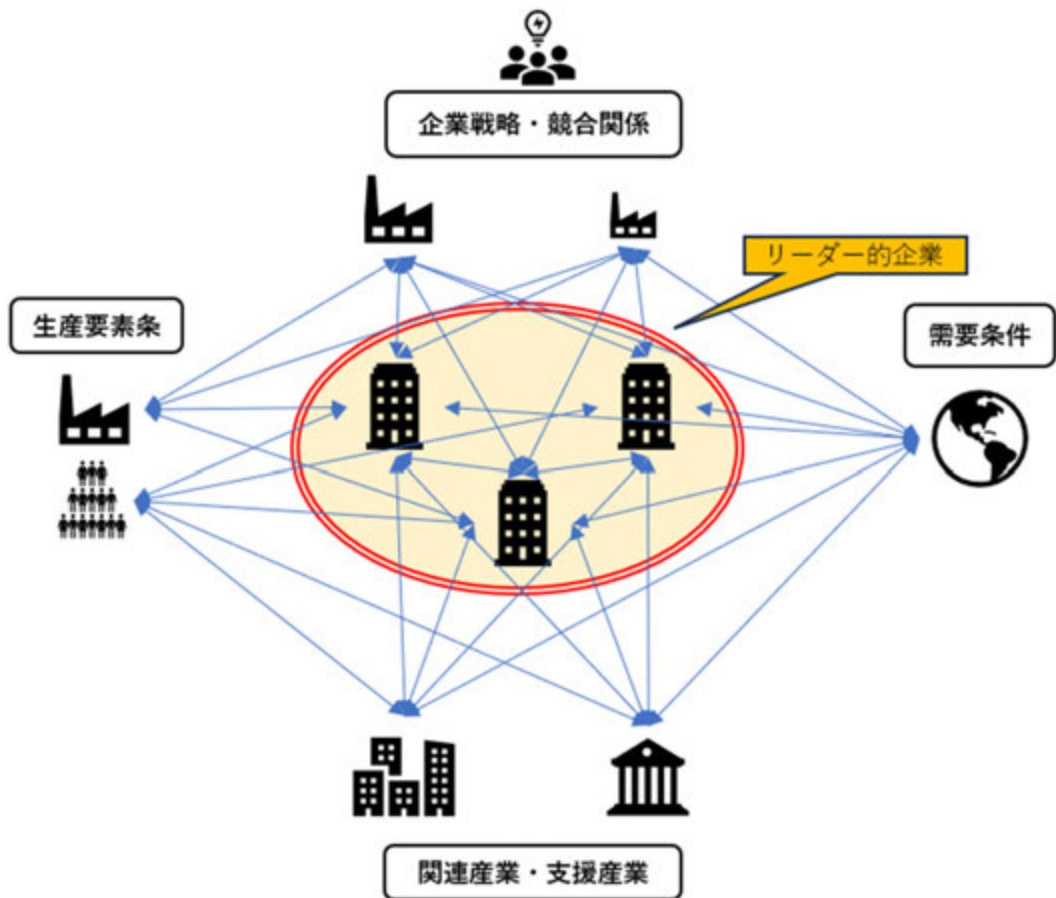 企業戦略・競合関係
リーダー的企業
生産要素条
需要条件
関連産業・支援産業